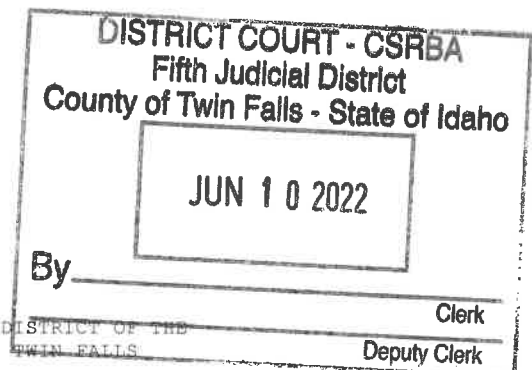 DISTRICT COURT - CSRBA
Fifth Judicial District
County of Twin Falls - State of Idaho
JUN 10 2022
By
Clerk
DISTRICT OF THE
TWIN FALLS
Deputy Clerk